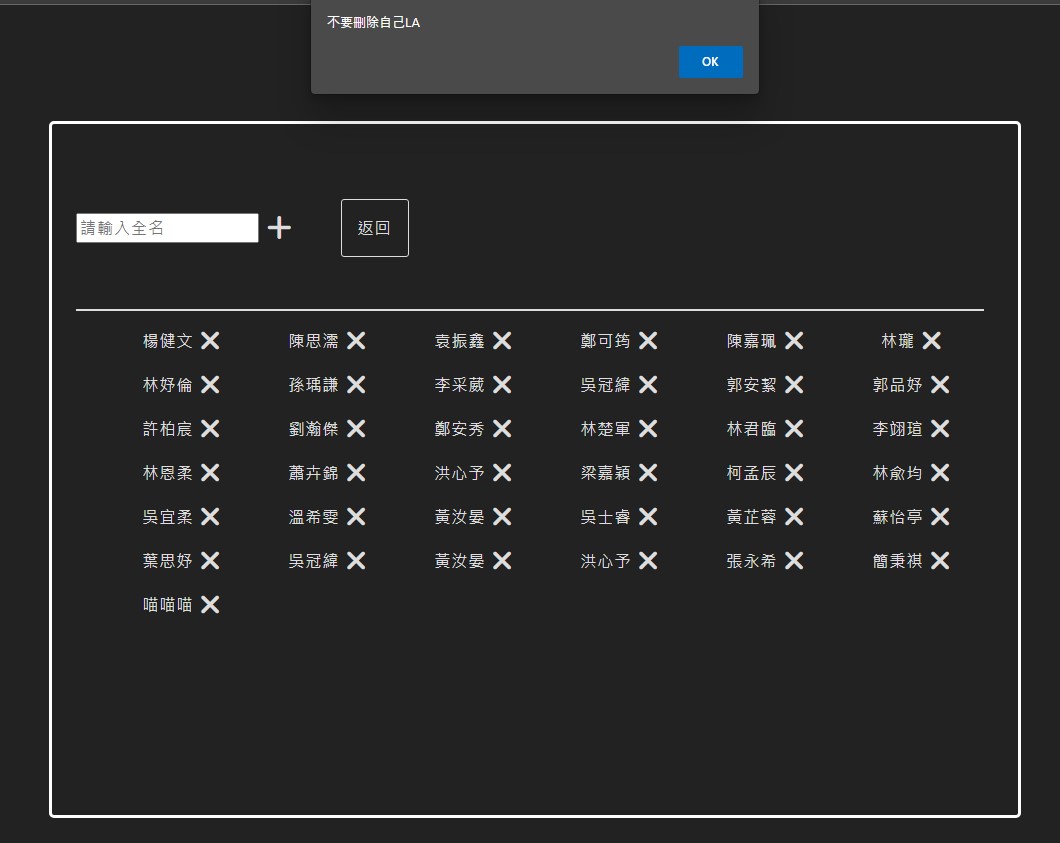 不要刪除自己LA
OK
請輸入全名
返回
楊健文 陳思濡 袁振鑫 鄭可筠 陳嘉珮 林瓏
林妤倫 孫瑀謙 李采葳 吳冠緯 郭安絜 郭品妤
許柏宸 劉瀚傑 鄭安秀 林楚軍 林君臨 李翊瑄
林恩柔 蕭卉錦 洪心予 梁嘉穎 柯孟辰 林俞均
吳宜柔 溫希雯 黃汝晏 吳士睿 黃芷蓉 蘇怡亭
葉思妤 吳冠緯 黃汝晏 洪心予 張永希 簡秉祺
喵喵喵